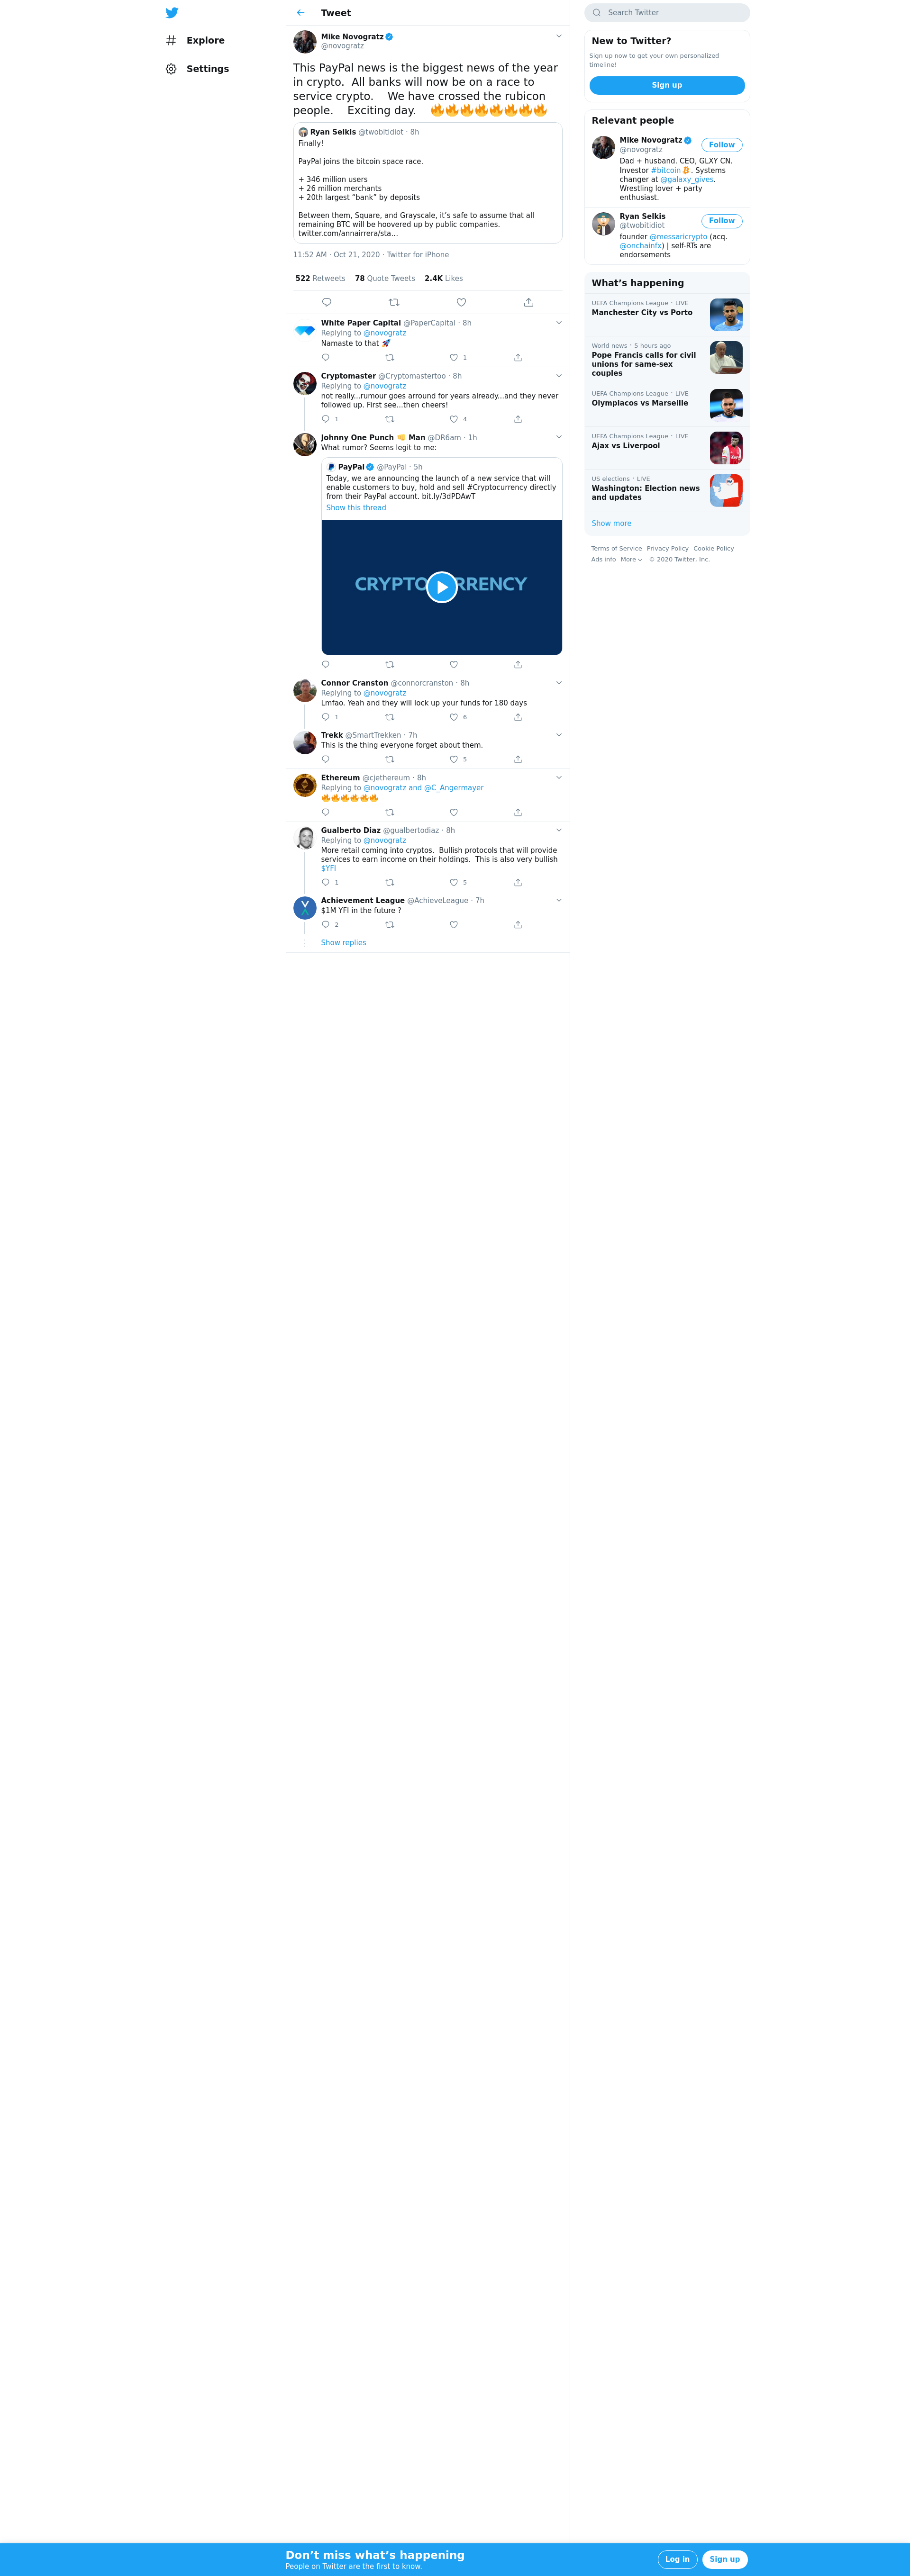 Explore
Settings
Tweet
Mike Novogratz
@novogratz
This PayPal news is the biggest news of the year
in crypto. All banks will now be on a race to
service crypto. We have crossed the rubicon
people. Exciting day. 🔥🔥🔥🔥🔥🔥🔥🔥
Ryan Selkis @twobitidiot · 8h
Finally!
PayPal joins the bitcoin space race.
+ 346 million users
+ 26 million merchants
+ 20th largest “bank” by deposits
Between them, Square, and Grayscale, it’s safe to assume that all
remaining BTC will be hoovered up by public companies.
twitter.com/annairrera/sta…
11:52 AM · Oct 21, 2020 · Twitter for iPhone
522 Retweets 78 Quote Tweets 2.4K Likes
White Paper Capital @PaperCapital · 8h
Replying to @novogratz
Namaste to that 🚀
1
Cryptomaster @Cryptomastertoo · 8h
Replying to @novogratz
not really...rumour goes arround for years already...and they never
followed up. First see...then cheers!
1 4
Johnny One Punch 👊 Man @DR6am · 1h
What rumor? Seems legit to me:
PayPal @PayPal · 5h
Today, we are announcing the launch of a new service that will
enable customers to buy, hold and sell #Cryptocurrency directly
from their PayPal account. bit.ly/3dPDAwT
Show this thread
Connor Cranston @connorcranston · 8h
Replying to @novogratz
Lmfao. Yeah and they will lock up your funds for 180 days
1 6
Trekk @SmartTrekken · 7h
This is the thing everyone forget about them.
5
Ethereum @cjethereum · 8h
Replying to @novogratz and @C_Angermayer
🔥🔥🔥🔥🔥🔥
Gualberto Diaz @gualbertodiaz · 8h
Replying to @novogratz
More retail coming into cryptos. Bullish protocols that will provide
services to earn income on their holdings. This is also very bullish
$YFI
1 5
Achievement League @AchieveLeague · 7h
$1M YFI in the future ?
2
Show replies
Search Twitter
New to Twitter?
Sign up now to get your own personalized
timeline!
Sign up
Relevant people
Mike Novogratz
@novogratz
Follow
Dad + husband. CEO, GLXY CN.
Investor #bitcoin. Systems
changer at @galaxy_gives.
Wrestling lover + party
enthusiast.
Ryan Selkis
@twobitidiot
Follow
founder @messaricrypto (acq.
@onchainfx) | self-RTs are
endorsements
What’s happening
UEFA Champions League · LIVE
Manchester City vs Porto
World news · 5 hours ago
Pope Francis calls for civil
unions for same-sex
couples
UEFA Champions League · LIVE
Olympiacos vs Marseille
UEFA Champions League · LIVE
Ajax vs Liverpool
US elections · LIVE
Washington: Election news
and updates
Show more
Terms of Service Privacy Policy Cookie Policy
Ads info More © 2020 Twitter, Inc.
Don’t miss what’s happening
People on Twitter are the first to know.
Log in
Sign up